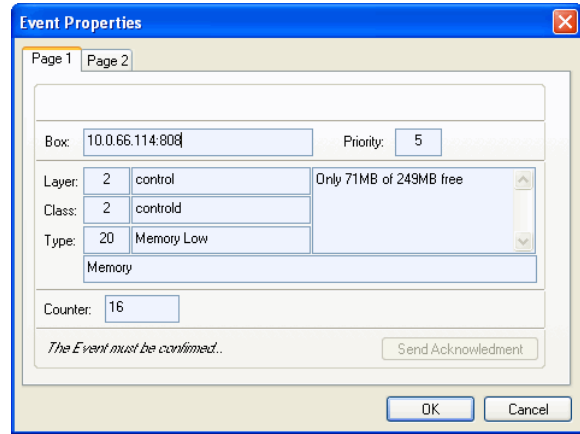 Event Properties
Page 1 Page 2
Box: 10.0.66.114:808 Priority: 5
Layer: 2 control Only 71MB of 249MB free
Class: 2 controld
Type: 20 Memory Low
Memory
Counter: 16
The Event must be confirmed... Send Acknowledment
OK Cancel